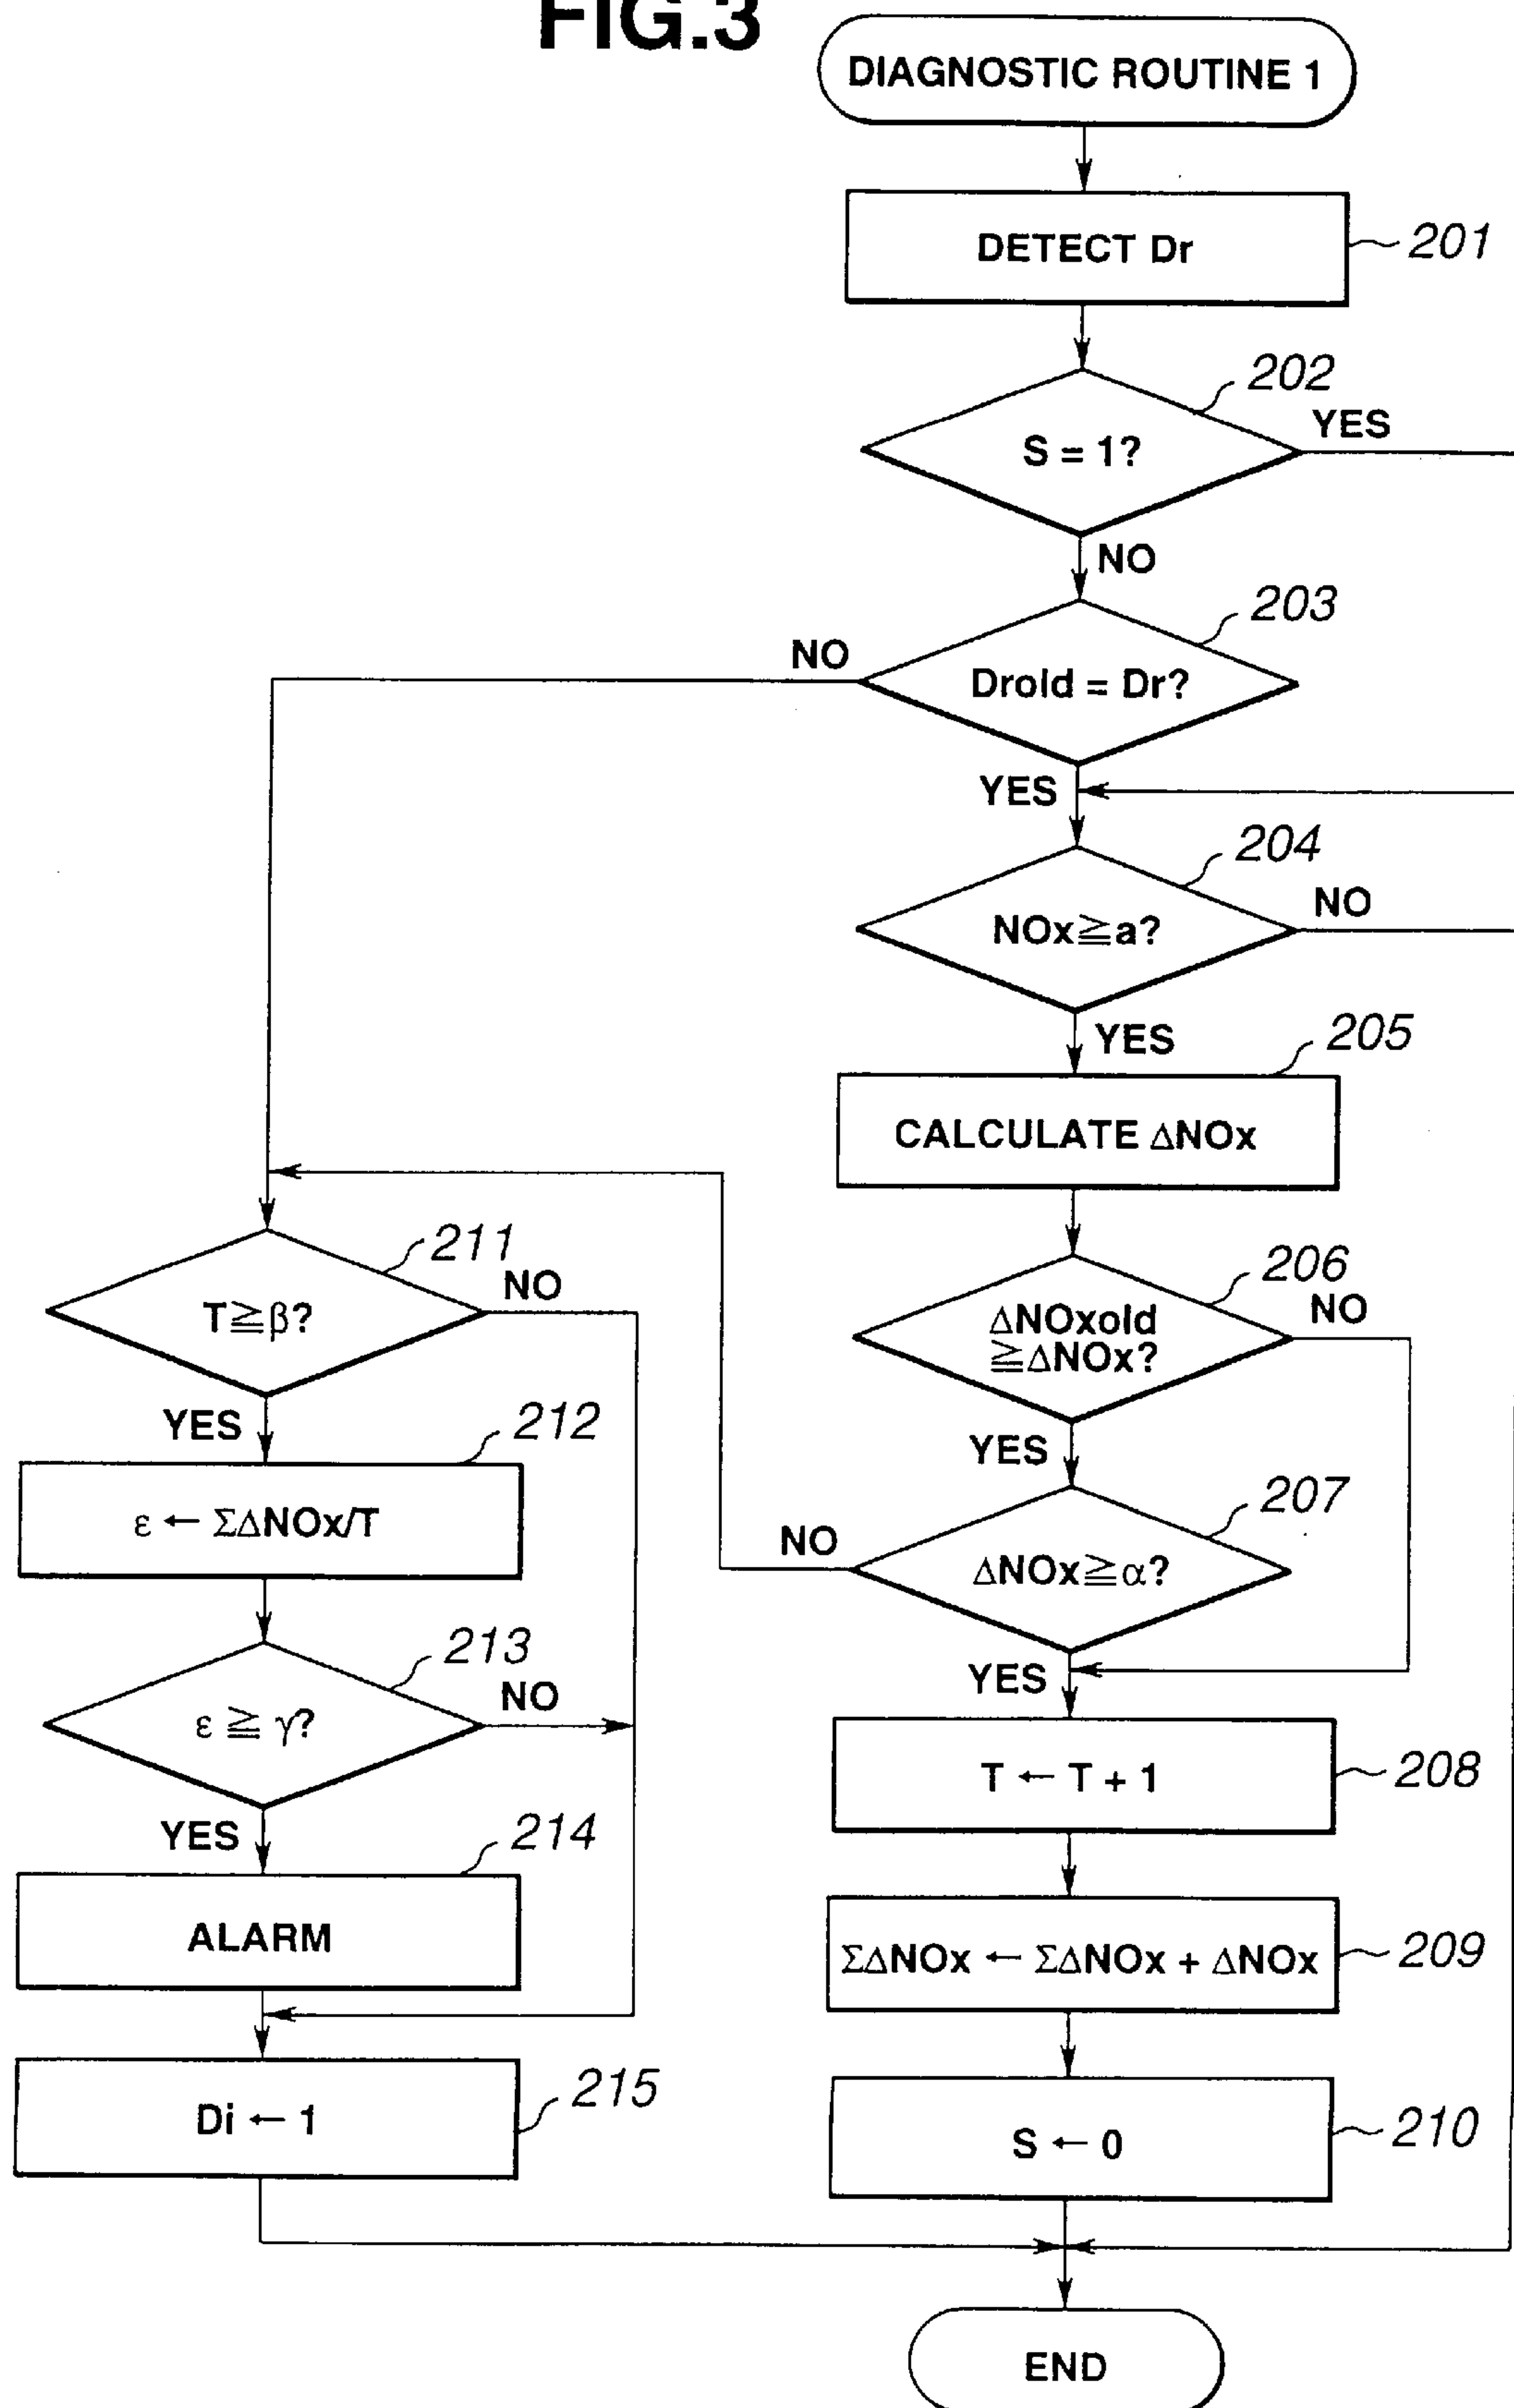 FIG.3
DIAGNOSTIC ROUTINE 1
DETECT Dr
201
202
S = 1?
YES
NO
203
Drold = Dr?
NO
YES
204
NOx≧a?
NO
YES
205
CALCULATE ΔNOx
206
ΔNOxold
≧ΔNOx?
NO
YES
207
ΔNOx≧α?
NO
YES
T ← T + 1
208
ΣΔNOx ← ΣΔNOx + ΔNOx
209
S ← 0
210
211
T≧β?
NO
YES
212
ε ← ΣΔNOx/T
213
ε ≧ γ?
NO
YES
214
ALARM
Di ← 1
215
END